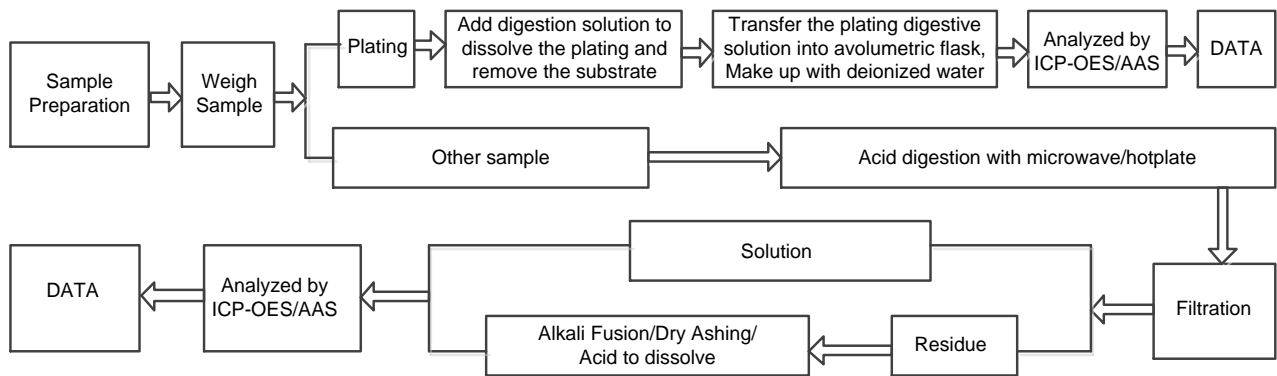 Sample
Preparation
Weigh
Sample
Plating
Add digestion solution to
dissolve the plating and
remove the substrate
Transfer the plating digestive
solution into avolumetric flask,
Make up with deionized water
Analyzed by
ICP-OES/AAS
DATA
Other sample
Acid digestion with microwave/hotplate
Filtration
Solution
Residue
Alkali Fusion/Dry Ashing/
Acid to dissolve
Analyzed by
ICP-OES/AAS
DATA